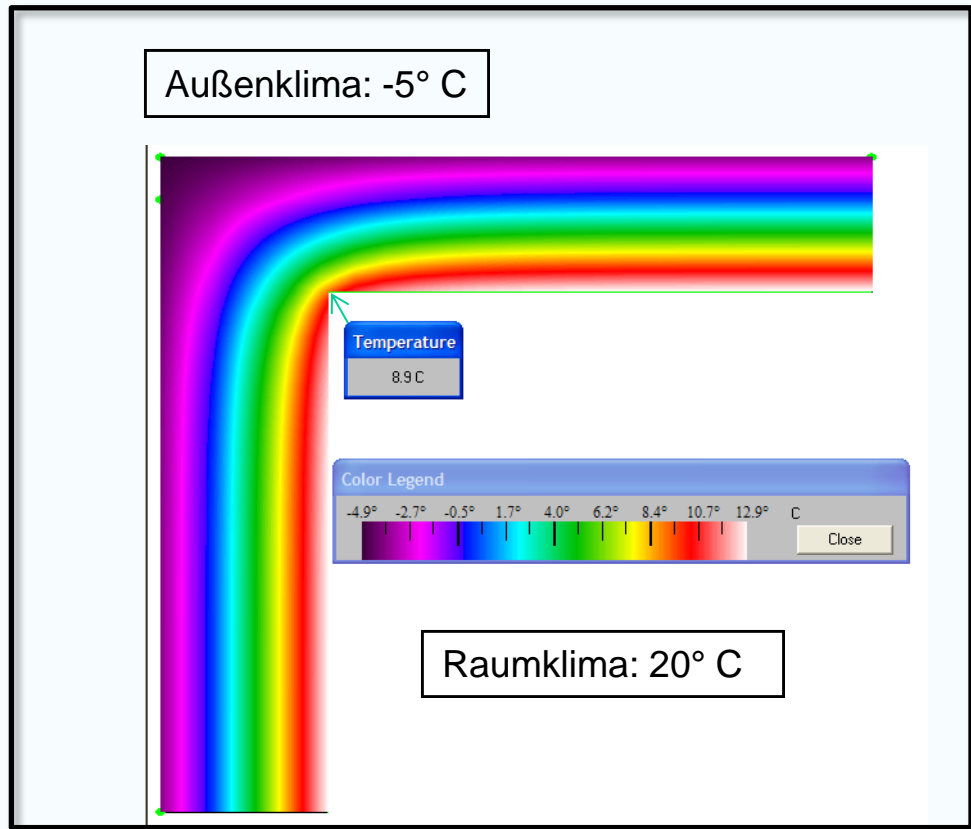 Außenklima: -5° C
Temperature
8.9 C
Color Legend
-4.9° -2.7° -0.5° 1.7° 4.0° 6.2° 8.4° 10.7° 12.9° C
Close
Raumklima: 20° C